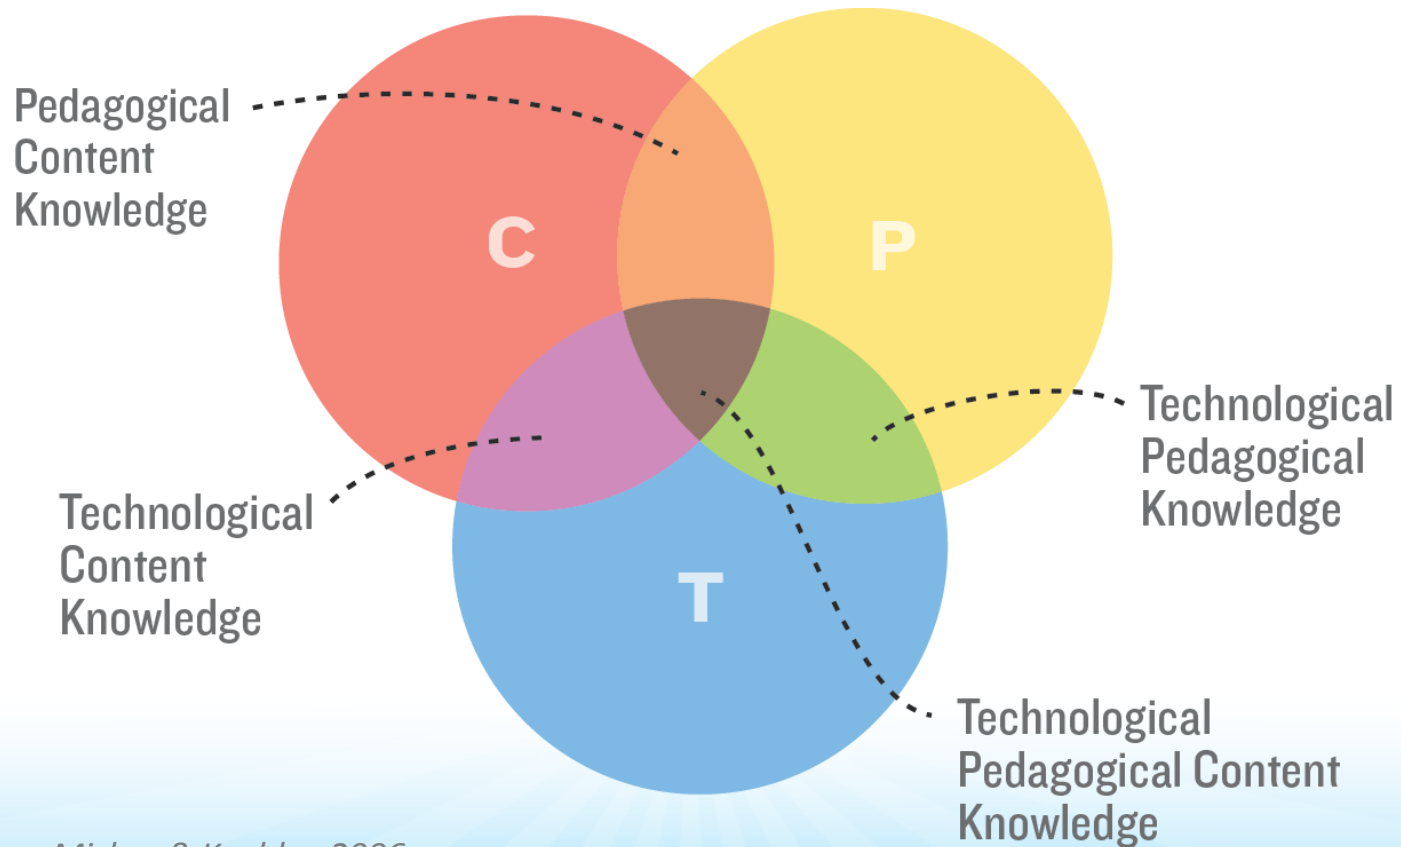 Pedagogical
Content
Knowledge
C
P
Technological
Pedagogical
Knowledge
Technological
Content
Knowledge
T
Technological
Pedagogical Content
Knowledge